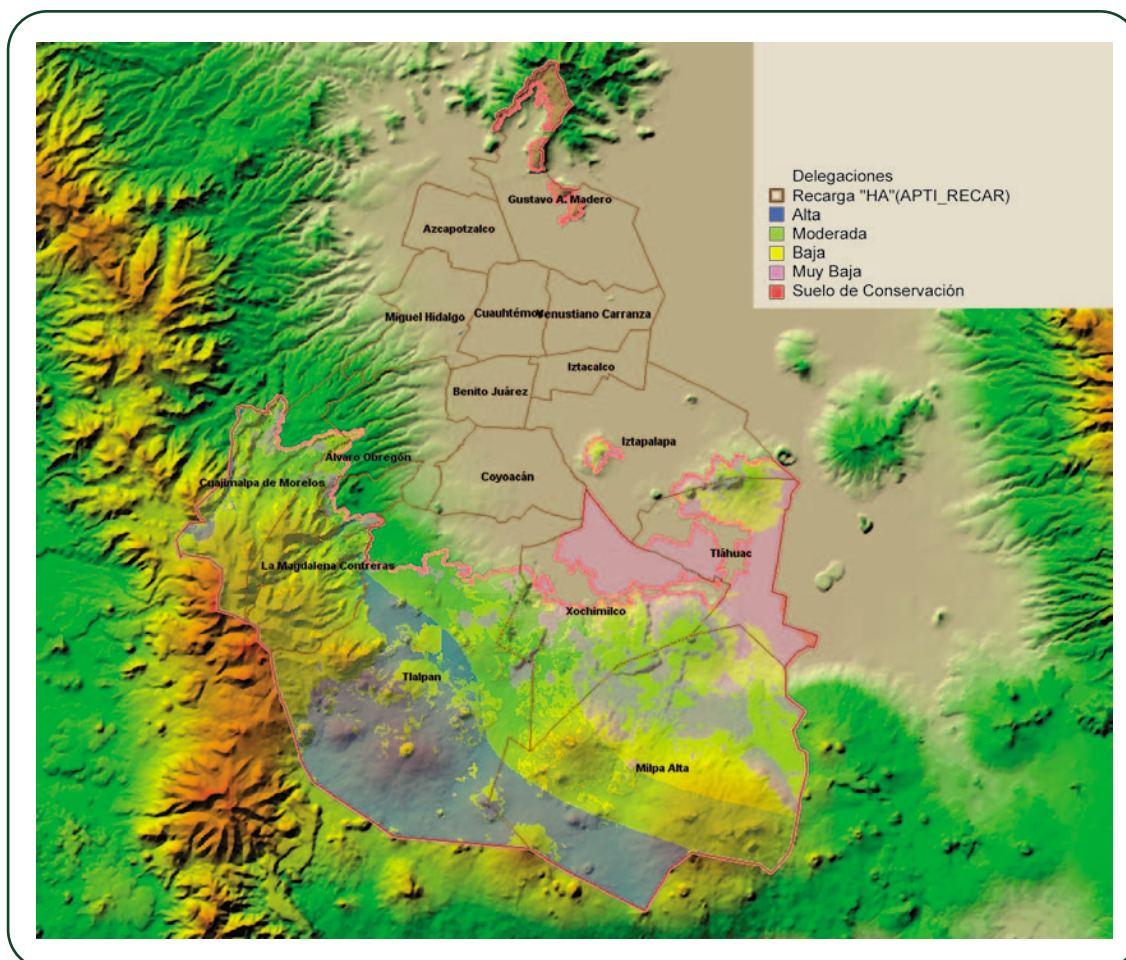 Delegaciones
Recarga "HA"(APTI_RECAR)
Alta
Moderada
Baja
Muy Baja
Suelo de Conservación
Gustavo A. Madero
Azcapotzalco
Miguel Hidalgo
Cuauhtémoc
Venustiano Carranza
Iztacalco
Benito Juárez
Iztapalapa
Álvaro Obregón
Coyoacán
Cuajimalpa de Morelos
Tláhuac
La Magdalena Contreras
Xochimilco
Tlalpan
Milpa Alta